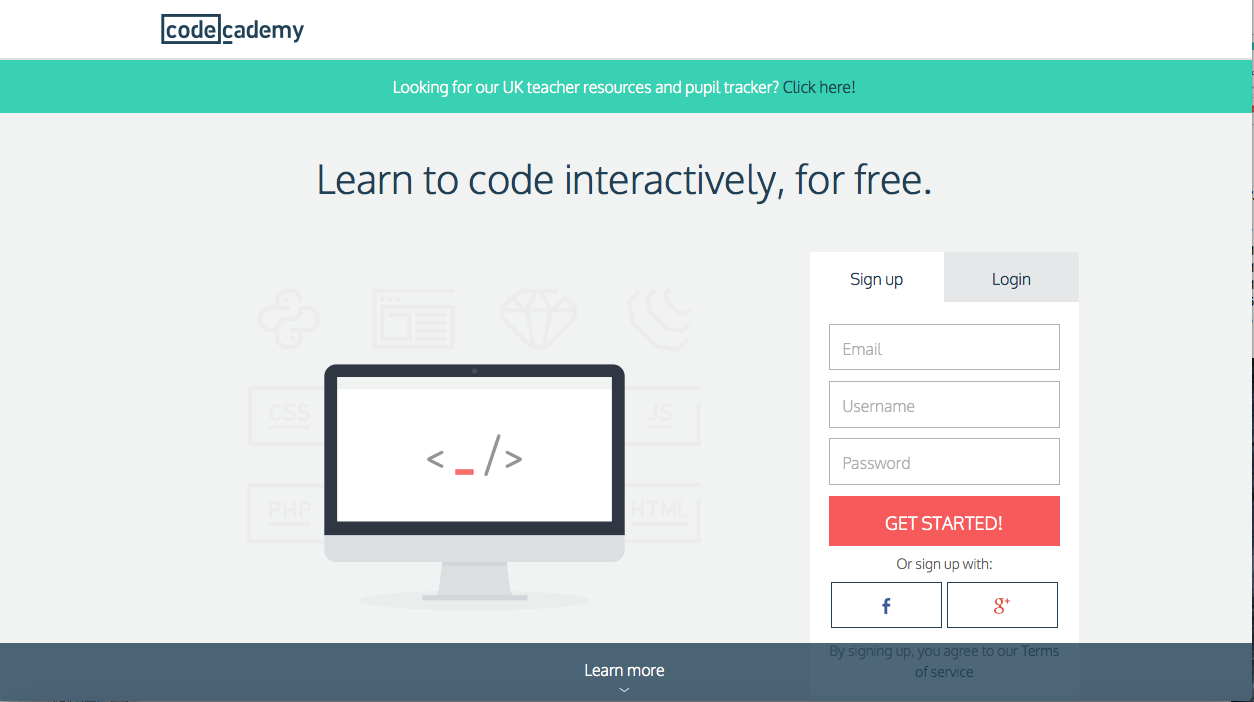 codecademy
Looking for our UK teacher resources and pupil tracker? Click here!
Learn to code interactively, for free.
Sign up
Login
Email
Username
Password
GET STARTED!
Or sign up with:
f
g+
By signing up, you agree to our Terms
of service
CSS
JS
PHP
HTML
< _ />
Learn more